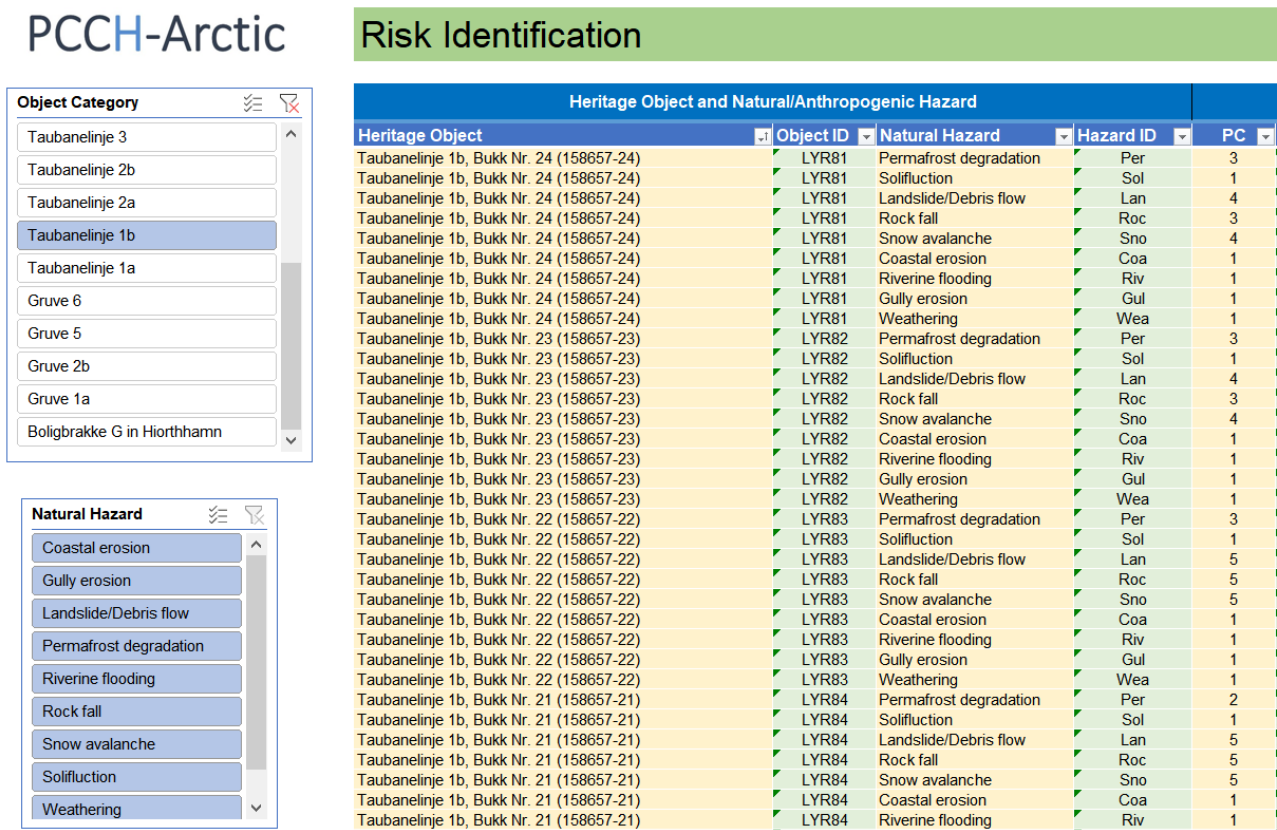 PCCH-Arctic
Risk Identification
Object Category
Taubanelinje 3
Taubanelinje 2b
Taubanelinje 2a
Taubanelinje 1b
Taubanelinje 1a
Gruve 6
Gruve 5
Gruve 2b
Gruve 1a
Boligbrakke G in Hiorthhamn
Natural Hazard
Coastal erosion
Gully erosion
Landslide/Debris flow
Permafrost degradation
Riverine flooding
Rock fall
Snow avalanche
Solifluction
Weathering
Heritage Object and Natural/Anthropogenic Hazard
Heritage Object Object ID Natural Hazard Hazard ID PC
Taubanelinje 1b, Bukk Nr. 24 (158657-24) LYR81 Permafrost degradation Per 3
Taubanelinje 1b, Bukk Nr. 24 (158657-24) LYR81 Solifluction Sol 1
Taubanelinje 1b, Bukk Nr. 24 (158657-24) LYR81 Landslide/Debris flow Lan 4
Taubanelinje 1b, Bukk Nr. 24 (158657-24) LYR81 Rock fall Roc 3
Taubanelinje 1b, Bukk Nr. 24 (158657-24) LYR81 Snow avalanche Sno 4
Taubanelinje 1b, Bukk Nr. 24 (158657-24) LYR81 Coastal erosion Coa 1
Taubanelinje 1b, Bukk Nr. 24 (158657-24) LYR81 Riverine flooding Riv 1
Taubanelinje 1b, Bukk Nr. 24 (158657-24) LYR81 Gully erosion Gul 1
Taubanelinje 1b, Bukk Nr. 24 (158657-24) LYR81 Weathering Wea 1
Taubanelinje 1b, Bukk Nr. 23 (158657-23) LYR82 Permafrost degradation Per 3
Taubanelinje 1b, Bukk Nr. 23 (158657-23) LYR82 Solifluction Sol 1
Taubanelinje 1b, Bukk Nr. 23 (158657-23) LYR82 Landslide/Debris flow Lan 4
Taubanelinje 1b, Bukk Nr. 23 (158657-23) LYR82 Rock fall Roc 3
Taubanelinje 1b, Bukk Nr. 23 (158657-23) LYR82 Snow avalanche Sno 4
Taubanelinje 1b, Bukk Nr. 23 (158657-23) LYR82 Coastal erosion Coa 1
Taubanelinje 1b, Bukk Nr. 23 (158657-23) LYR82 Riverine flooding Riv 1
Taubanelinje 1b, Bukk Nr. 23 (158657-23) LYR82 Gully erosion Gul 1
Taubanelinje 1b, Bukk Nr. 23 (158657-23) LYR82 Weathering Wea 1
Taubanelinje 1b, Bukk Nr. 22 (158657-22) LYR83 Permafrost degradation Per 3
Taubanelinje 1b, Bukk Nr. 22 (158657-22) LYR83 Solifluction Sol 1
Taubanelinje 1b, Bukk Nr. 22 (158657-22) LYR83 Landslide/Debris flow Lan 5
Taubanelinje 1b, Bukk Nr. 22 (158657-22) LYR83 Rock fall Roc 5
Taubanelinje 1b, Bukk Nr. 22 (158657-22) LYR83 Snow avalanche Sno 5
Taubanelinje 1b, Bukk Nr. 22 (158657-22) LYR83 Coastal erosion Coa 1
Taubanelinje 1b, Bukk Nr. 22 (158657-22) LYR83 Riverine flooding Riv 1
Taubanelinje 1b, Bukk Nr. 22 (158657-22) LYR83 Gully erosion Gul 1
Taubanelinje 1b, Bukk Nr. 22 (158657-22) LYR83 Weathering Wea 1
Taubanelinje 1b, Bukk Nr. 21 (158657-21) LYR84 Permafrost degradation Per 2
Taubanelinje 1b, Bukk Nr. 21 (158657-21) LYR84 Solifluction Sol 1
Taubanelinje 1b, Bukk Nr. 21 (158657-21) LYR84 Landslide/Debris flow Lan 5
Taubanelinje 1b, Bukk Nr. 21 (158657-21) LYR84 Rock fall Roc 5
Taubanelinje 1b, Bukk Nr. 21 (158657-21) LYR84 Snow avalanche Sno 5
Taubanelinje 1b, Bukk Nr. 21 (158657-21) LYR84 Coastal erosion Coa 1
Taubanelinje 1b, Bukk Nr. 21 (158657-21) LYR84 Riverine flooding Riv 1